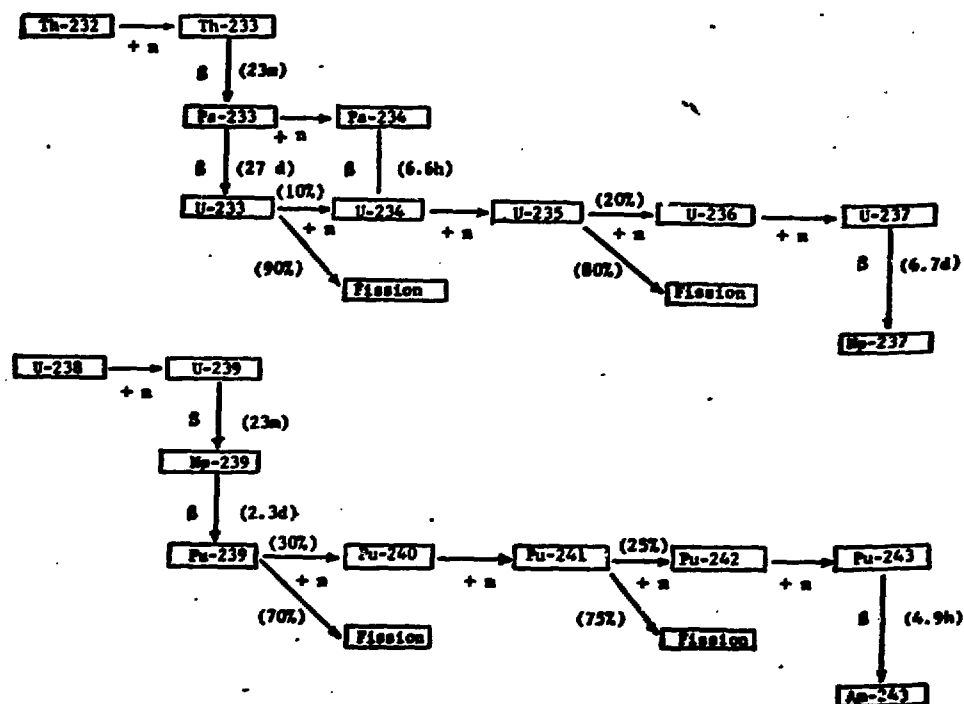 Th-232 Th-233
+ n
β (23m)
Pa-233 Pa-234
+ n
β (27 d) β (6.6h)
(10%) (20%)
U-233 U-234 U-235 U-236 U-237
+ n + n + n + n
(90%) (80%) β (6.7d)
Fission Fission
Np-237
U-238 U-239
+ n
β (23m)
Np-239
β (2.3d)
(30%) (25%)
Pu-239 Pu-240 Pu-241 Pu-242 Pu-243
+ n + n + n + n
(70%) (75%) β (4.9h)
Fission Fission
Am-243